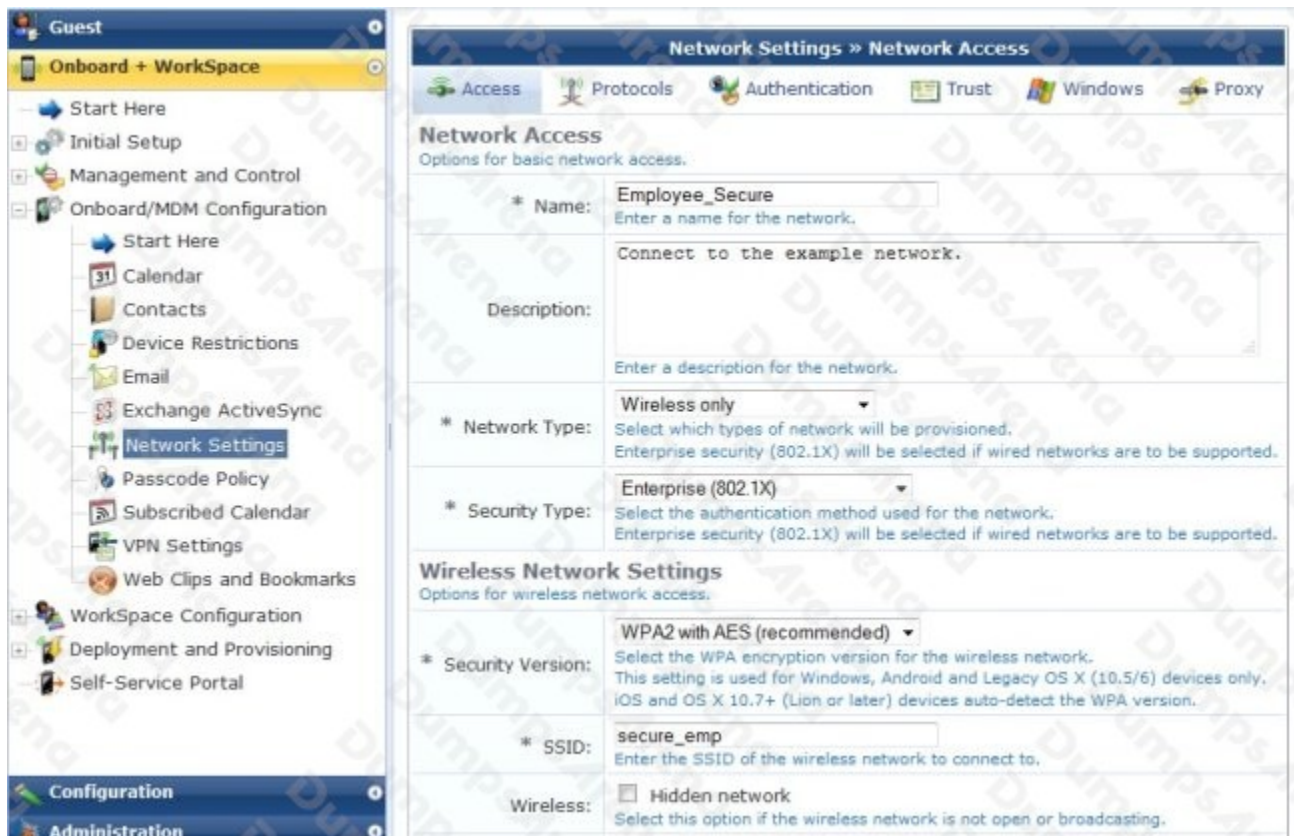 Guest
Onboard + WorkSpace
Start Here
Initial Setup
Management and Control
Onboard/MDM Configuration
Start Here
31 Calendar
Contacts
Device Restrictions
Email
Exchange ActiveSync
Network Settings
Passcode Policy
Subscribed Calendar
VPN Settings
Web Clips and Bookmarks
WorkSpace Configuration
Deployment and Provisioning
Self-Service Portal
Configuration
Administration
Network Settings » Network Access
Access Protocols Authentication Trust Windows Proxy
Network Access
Options for basic network access.
* Name: Employee_Secure
Enter a name for the network.
Description: Connect to the example network.
Enter a description for the network.
* Network Type: Wireless only
Select which types of network will be provisioned.
Enterprise security (802.1X) will be selected if wired networks are to be supported.
* Security Type: Enterprise (802.1X)
Select the authentication method used for the network.
Enterprise security (802.1X) will be selected if wired networks are to be supported.
Wireless Network Settings
Options for wireless network access.
* Security Version: WPA2 with AES (recommended)
Select the WPA encryption version for the wireless network.
This setting is used for Windows, Android and Legacy OS X (10.5/6) devices only.
iOS and OS X 10.7+ (Lion or later) devices auto-detect the WPA version.
* SSID: secure_emp
Enter the SSID of the wireless network to connect to.
Wireless: Hidden network
Select this option if the wireless network is not open or broadcasting.
DumpsArena